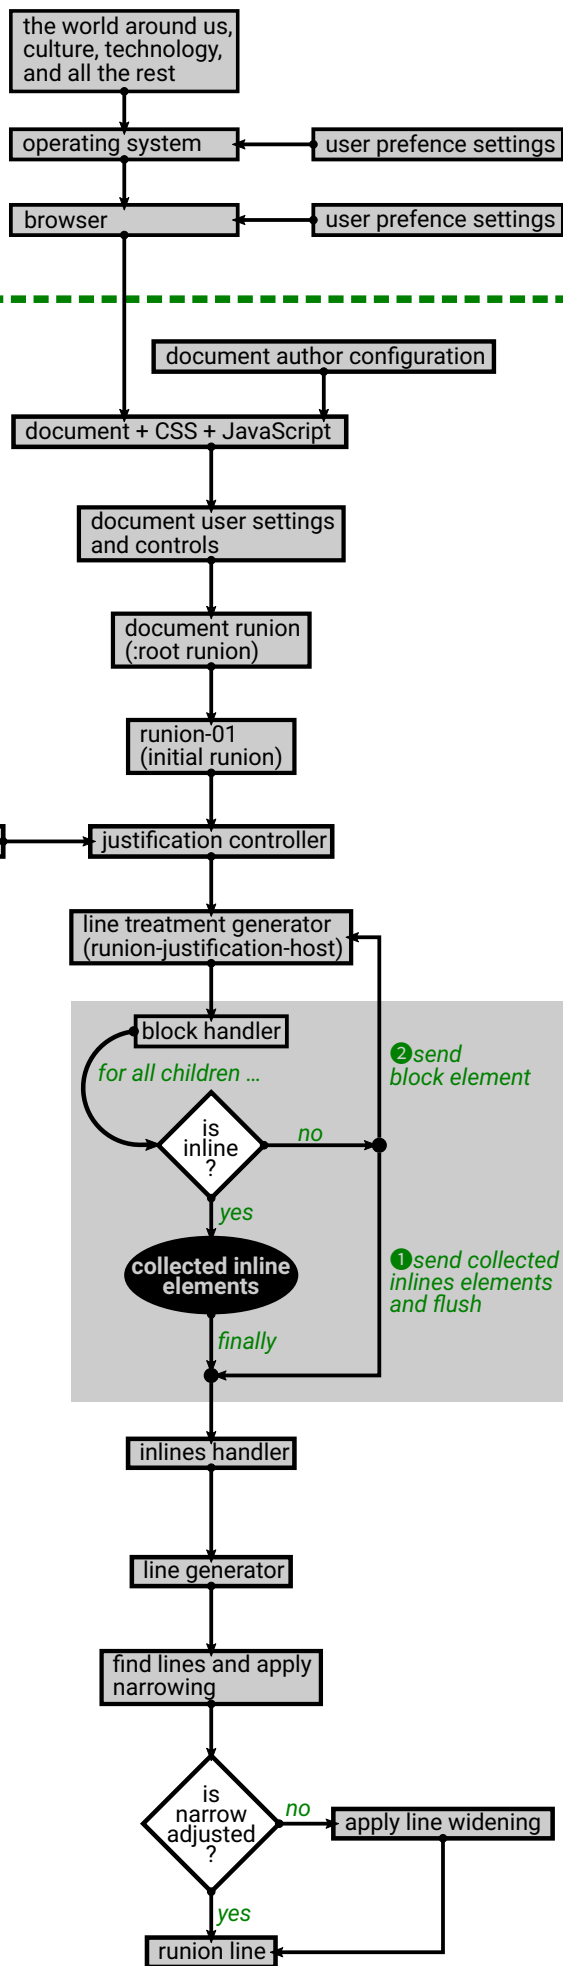 the world around us,
culture, technology,
and all the rest
operating system
user prefence settings
browser
user prefence settings
document author configuration
document + CSS + JavaScript
document user settings
and controls
document runion
(:root runion)
runion-01
(initial runion)
justification controller
line treatment generator
(runion-justification-host)
block handler
for all children ...
❷send
block element
is
inline
?
no
yes
collected inline
elements
❶send collected
inlines elements
and flush
finally
inlines handler
line generator
find lines and apply
narrowing
is
narrow
adjusted
?
no
apply line widening
yes
runion line